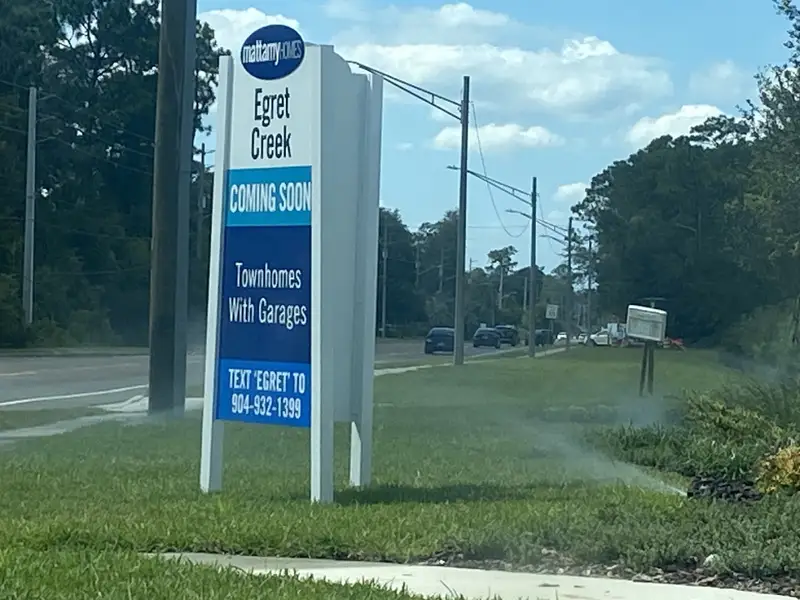 mattamyHOMES
Egret
Creek
COMING SOON
Townhomes
With Garages
TEXT 'EGRET' TO
904-932-1399